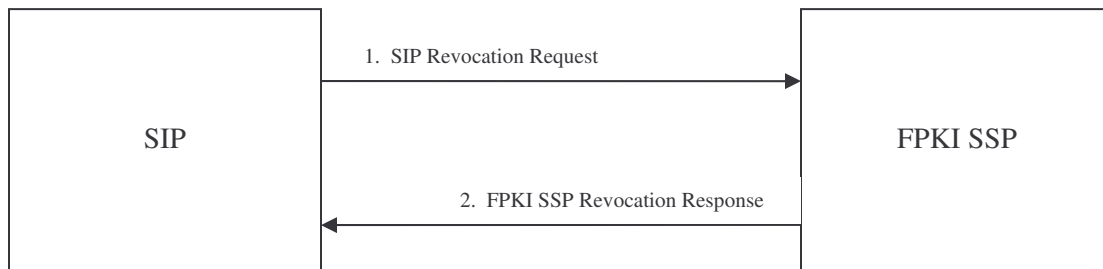 1. SIP Revocation Request
SIP
FPKI SSP
2. FPKI SSP Revocation Response